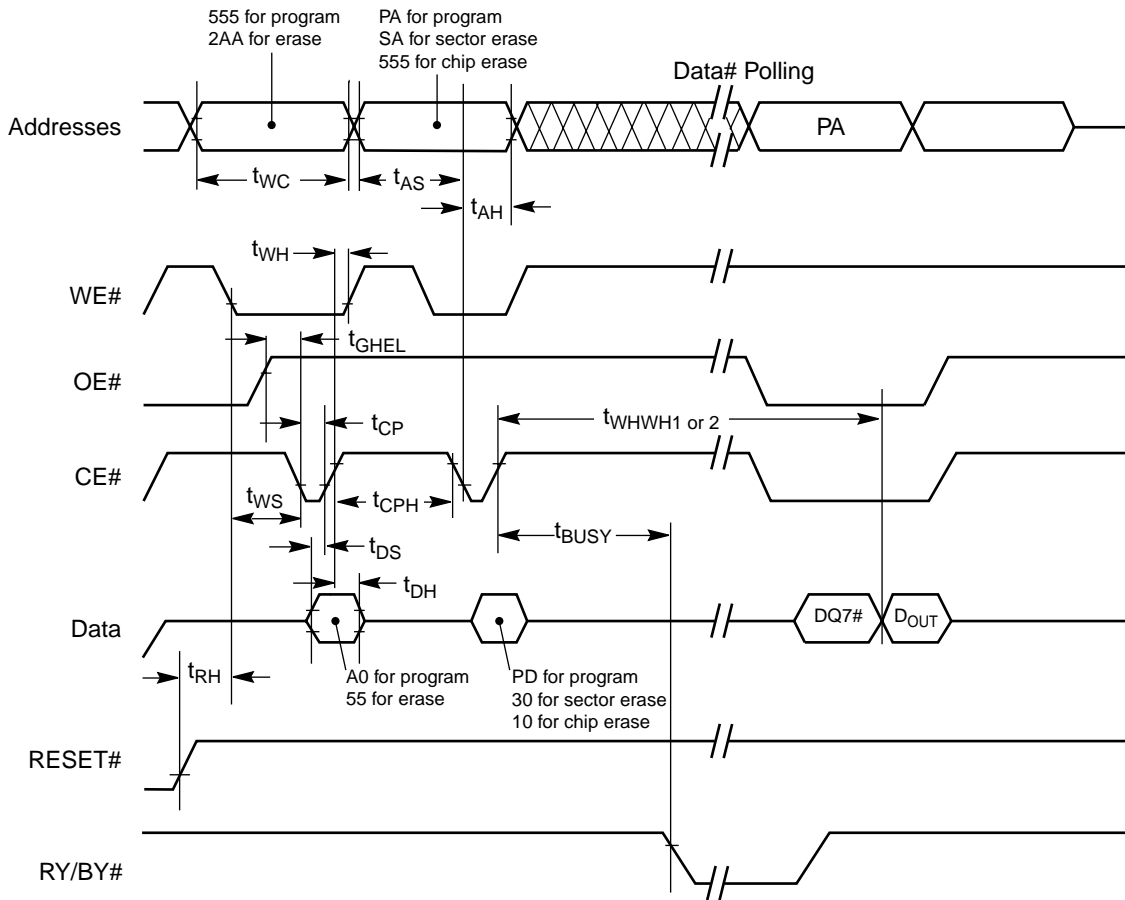 555 for program
2AA for erase
PA for program
SA for sector erase
555 for chip erase
Data# Polling
Addresses
PA
tWC
tAS
tAH
tWH
WE#
tGHEL
OE#
tWHWH1 or 2
tCP
CE#
tWS
tCPH
tBUSY
tDS
tDH
Data
DQ7#
DOUT
tRH
A0 for program
55 for erase
PD for program
30 for sector erase
10 for chip erase
RESET#
RY/BY#